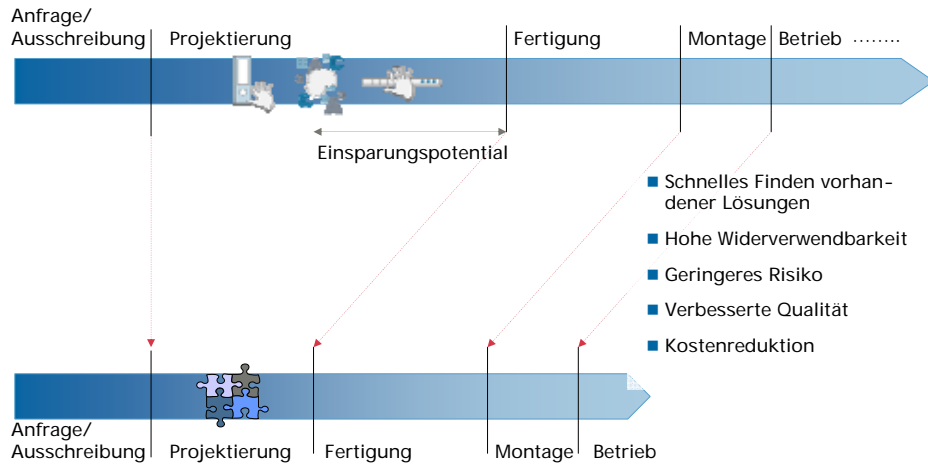 Anfrage/
Ausschreibung Projektierung Fertigung Montage Betrieb ........
Einsparungspotential
Schnelles Finden vorhan-
dener Lösungen
Hohe Widerverwendbarkeit
Geringeres Risiko
Verbesserte Qualität
Kostenreduktion
Anfrage/
Ausschreibung Projektierung Fertigung Montage Betrieb